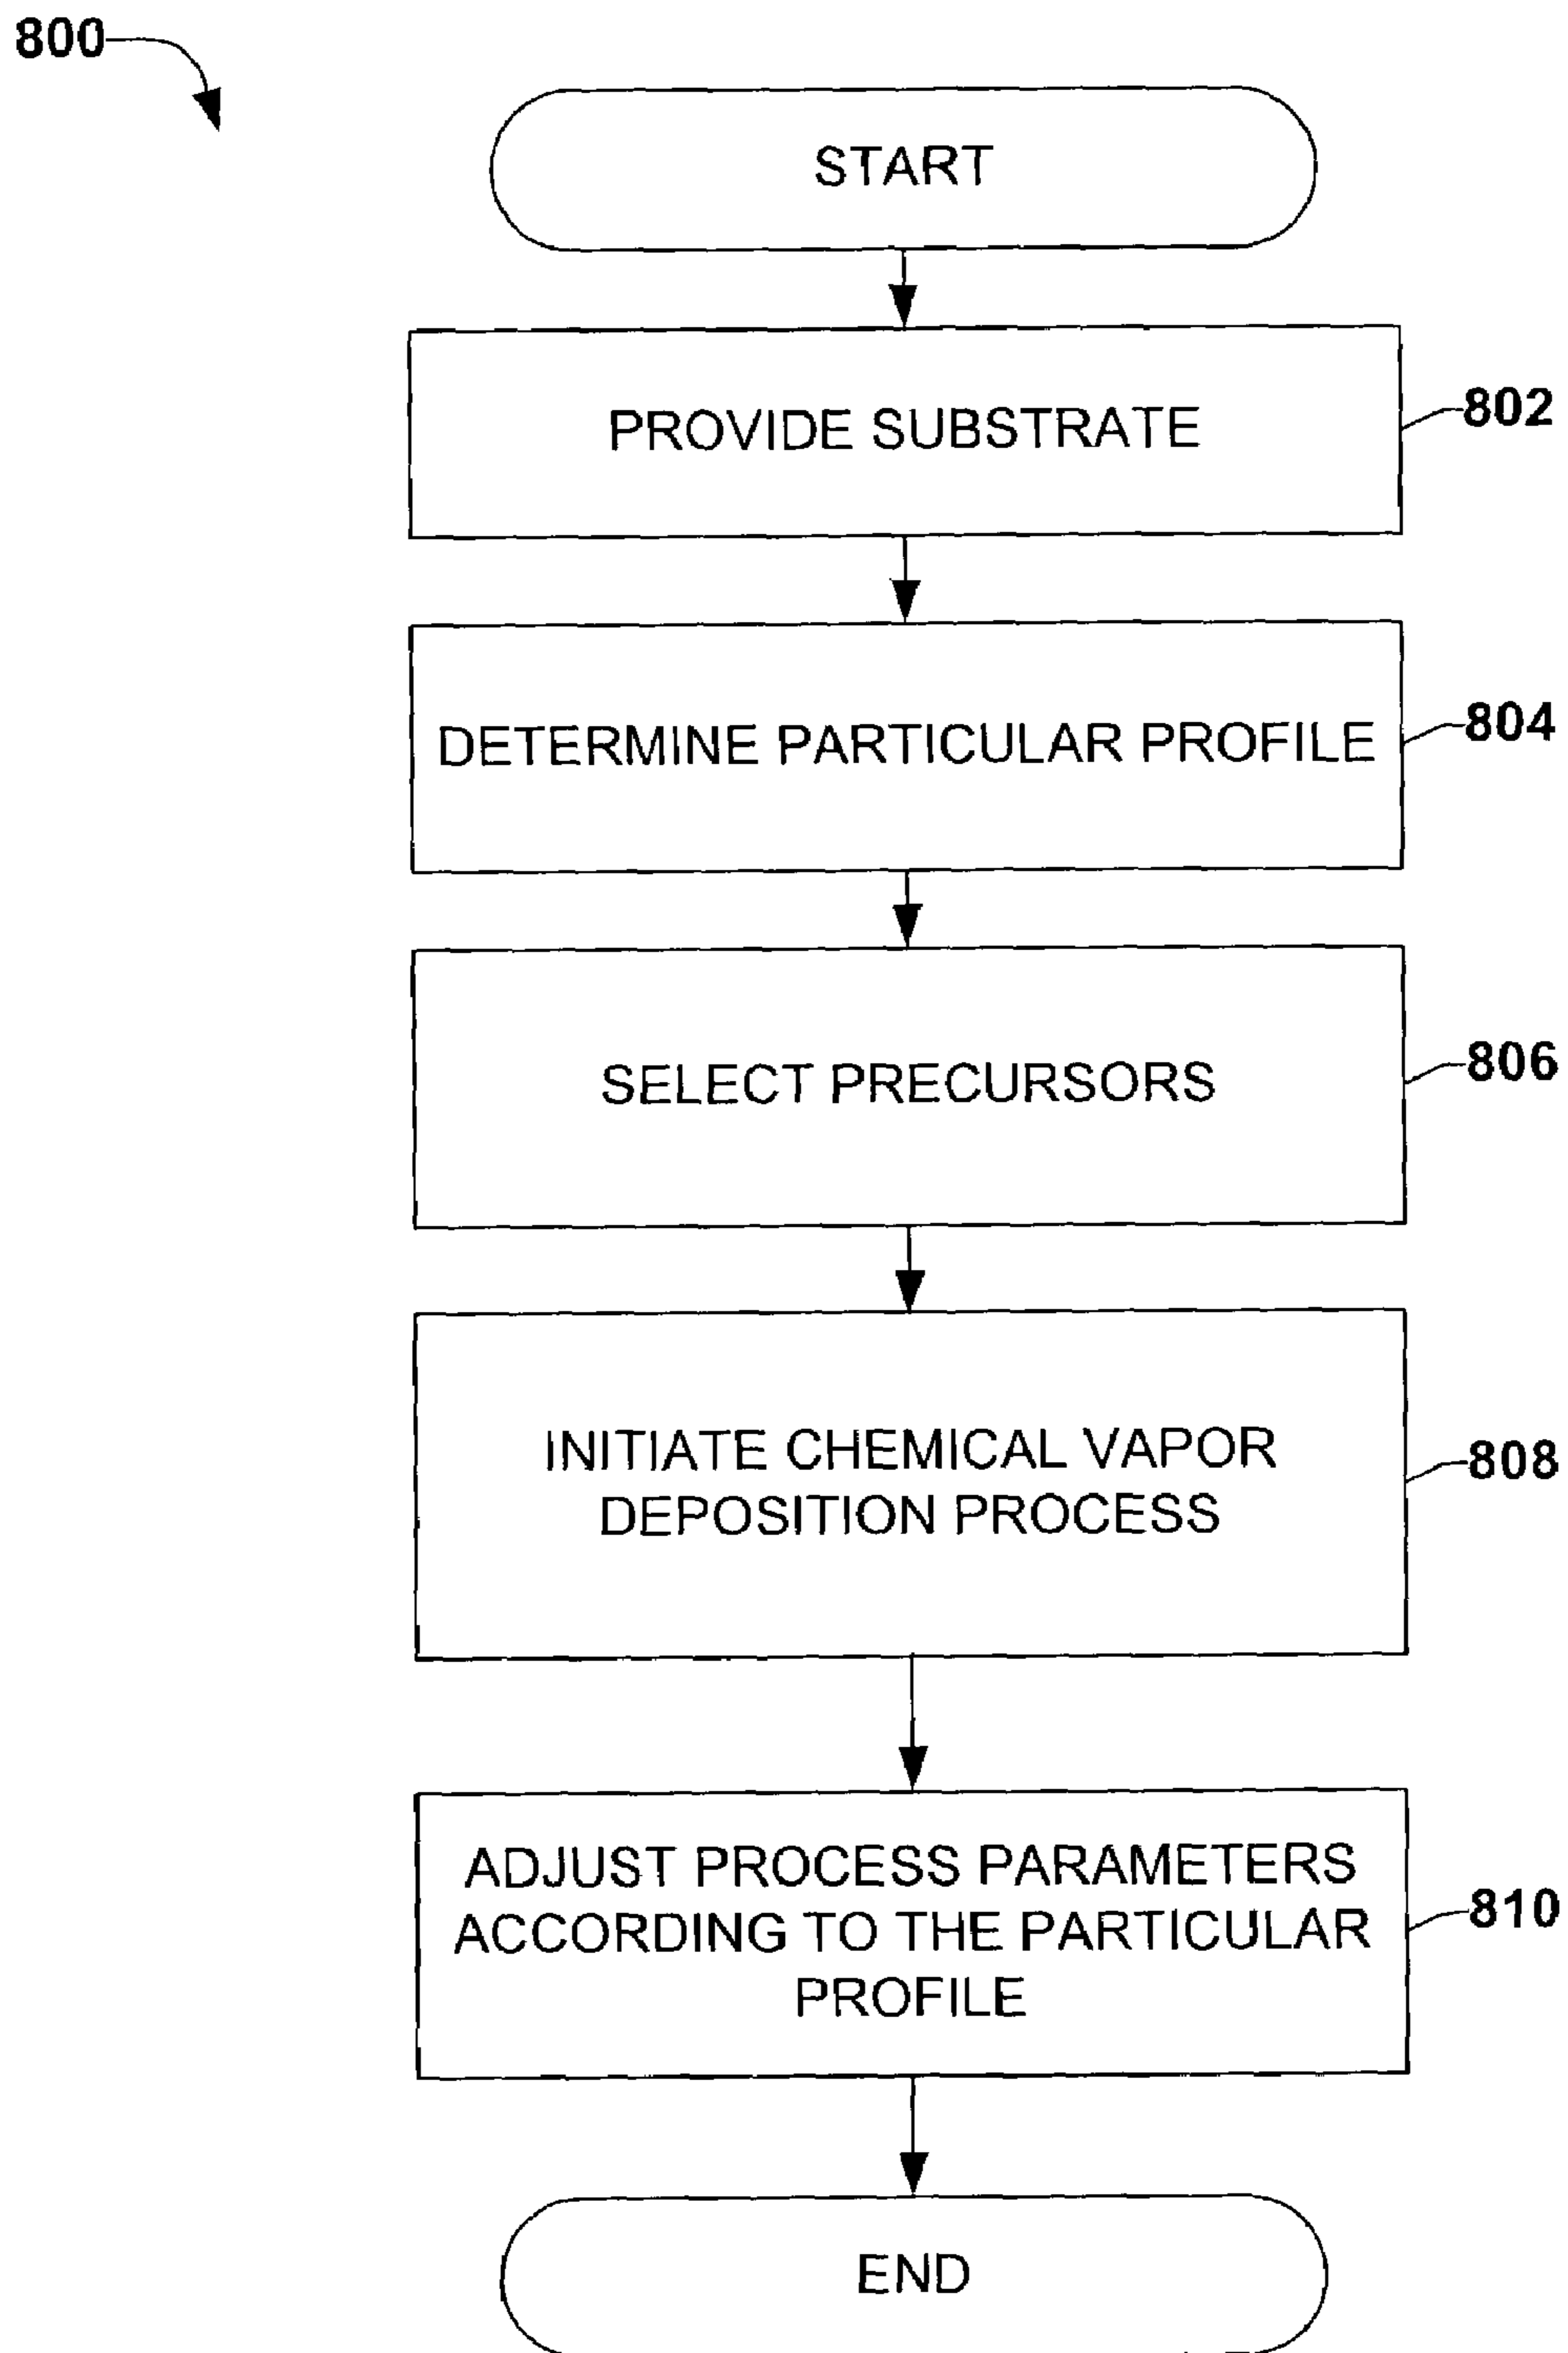 800
START
PROVIDE SUBSTRATE
802
DETERMINE PARTICULAR PROFILE
804
SELECT PRECURSORS
806
INITIATE CHEMICAL VAPOR
DEPOSITION PROCESS
808
ADJUST PROCESS PARAMETERS
ACCORDING TO THE PARTICULAR
PROFILE
810
END